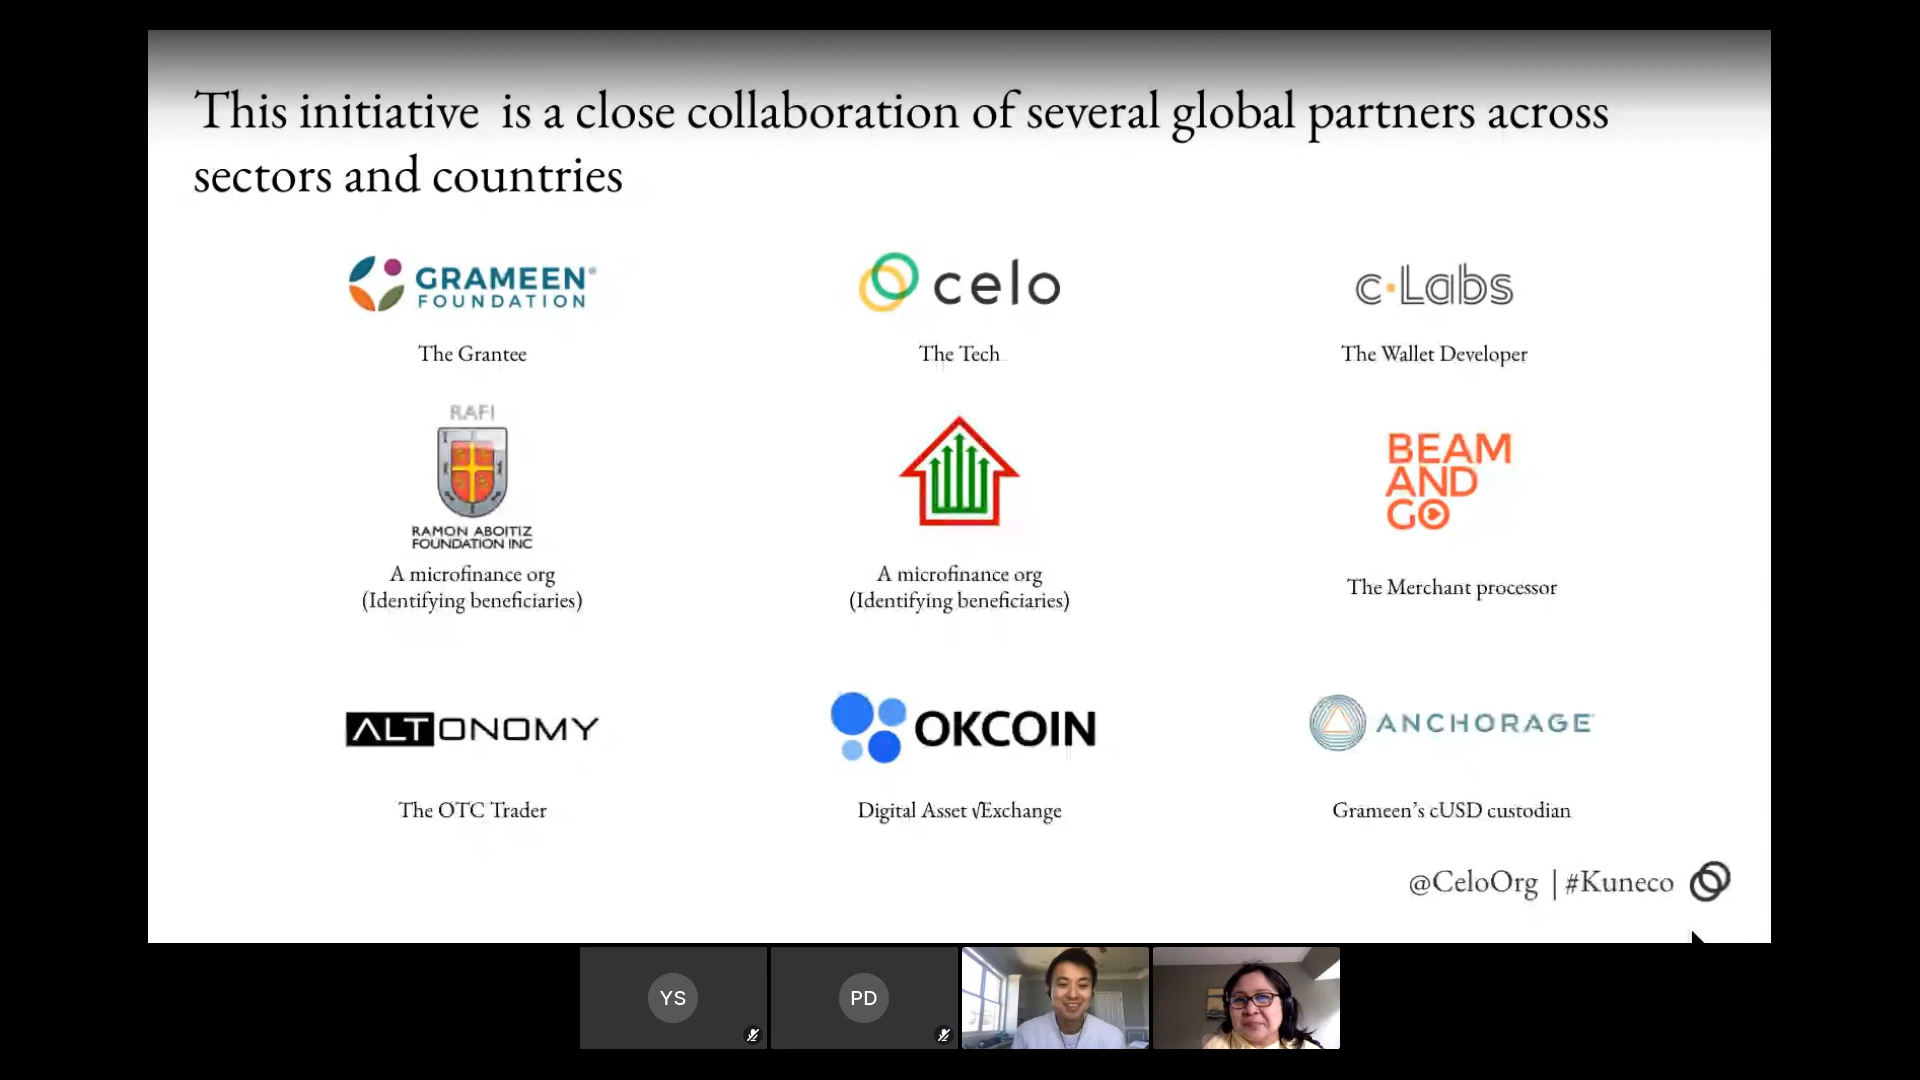 This initiative  is a close collaboration of several global partners across
sectors and countries
GRAMEEN®
FOUNDATION
celo
c·Labs
The Grantee
The Tech
The Wallet Developer
RAFI
RAMON ABOITIZ
FOUNDATION INC
BEAM
AND
GO
A microfinance org
(Identifying beneficiaries)
A microfinance org
(Identifying beneficiaries)
The Merchant processor
ALTONOMY
OKCOIN
ANCHORAGE
The OTC Trader
Digital Asset √Exchange
Grameen's cUSD custodian
@CeloOrg | #Kuneco
YS
PD